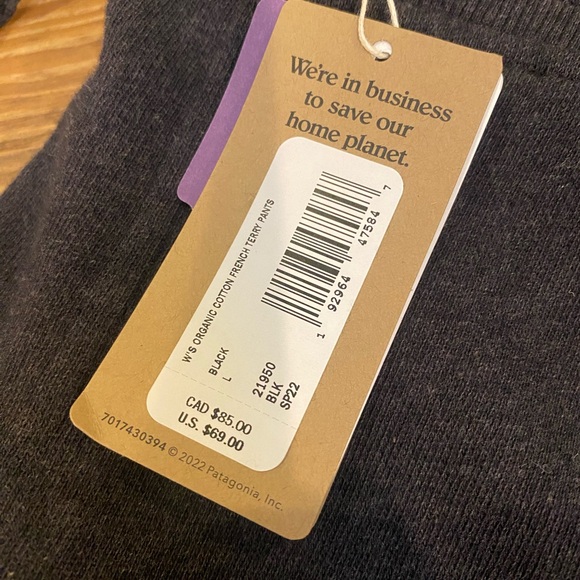 We're in business
to save our
home planet.
W'S ORGANIC COTTON FRENCH TERRY PANTS
BLACK
L
1 92964 47584 7
21950
BLK
SP22
CAD $85.00
U.S. $69.00
7017430394 © 2022 Patagonia, Inc.